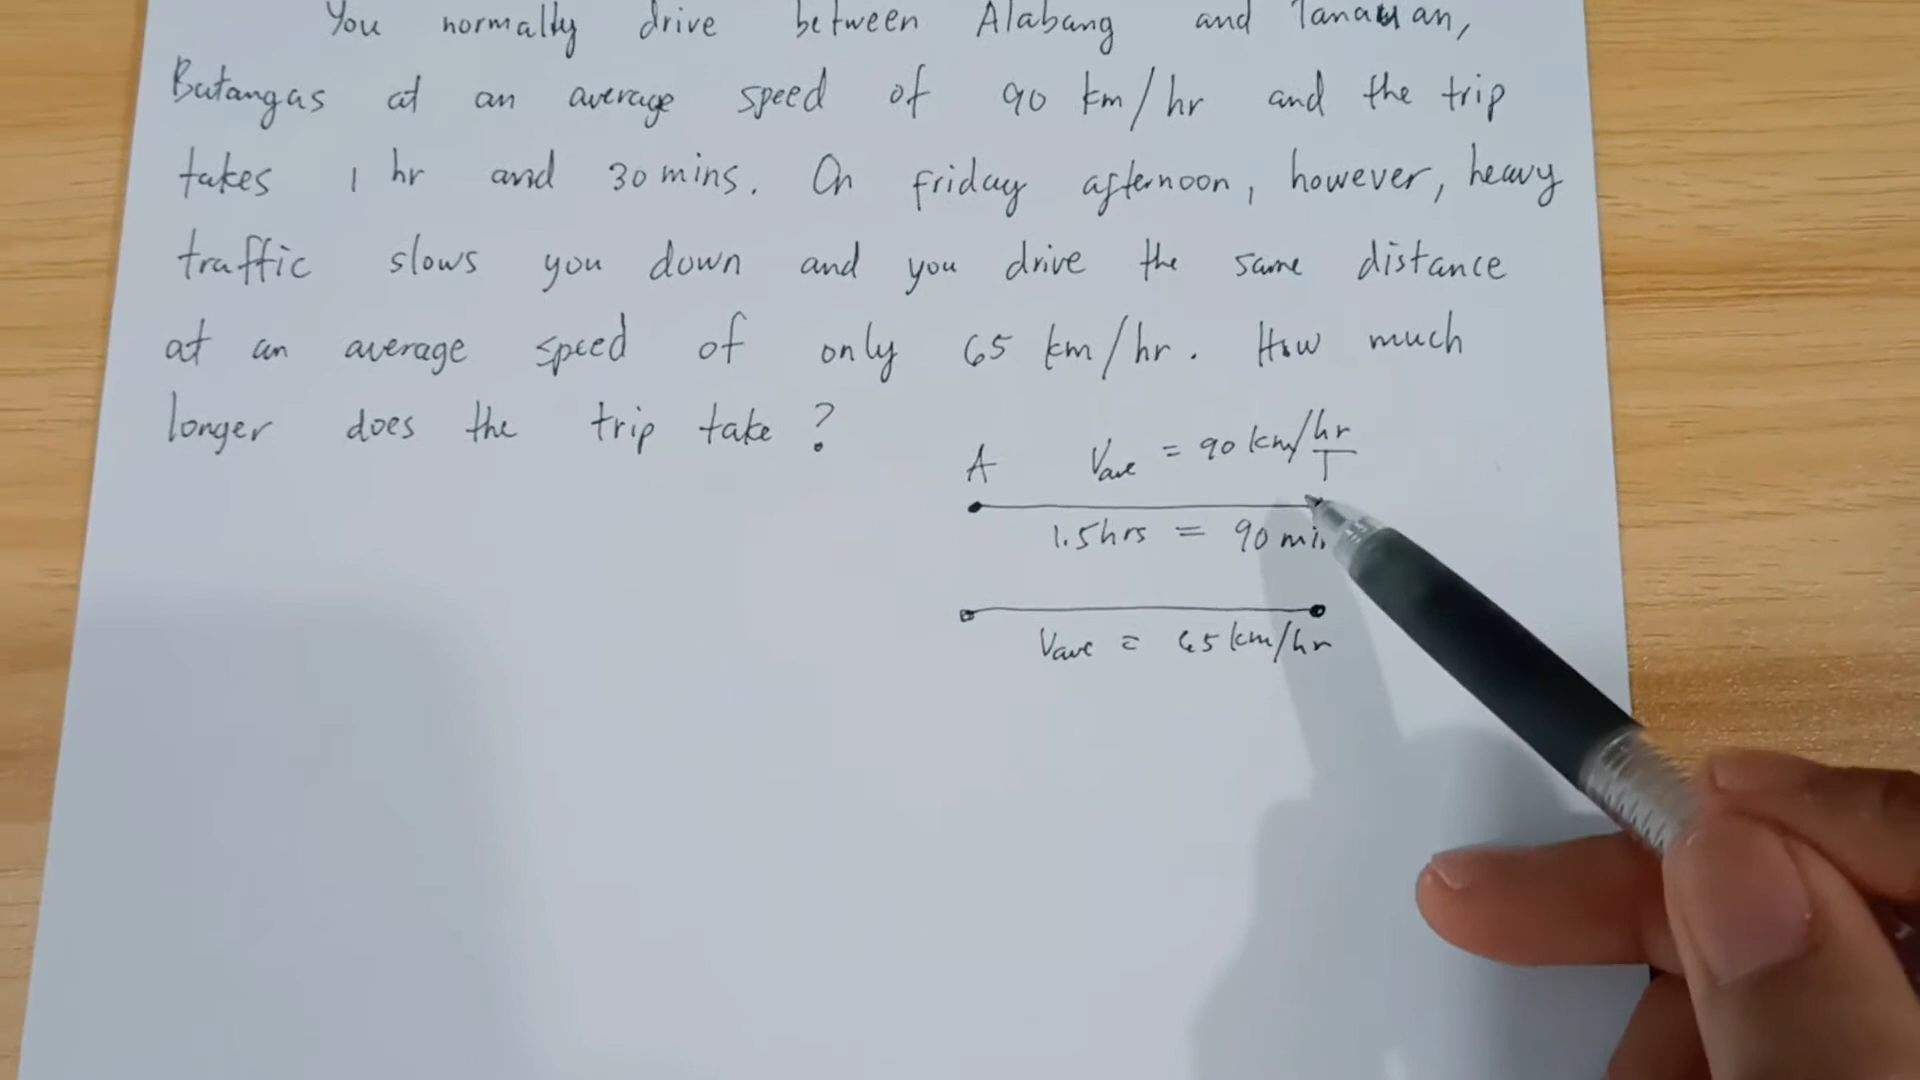 You normally drive between Alabang and Tanauan,
Batangas at an average speed of 90 km/hr and the trip
takes 1 hr and 30 mins. On friday afternoon, however, heavy
traffic slows you down and you drive the same distance
at an average speed of only 65 km/hr. How much
longer does the trip take?
A Vave = 90 km/hr
T
1.5hrs = 90 min
Vave = 65 km/hr